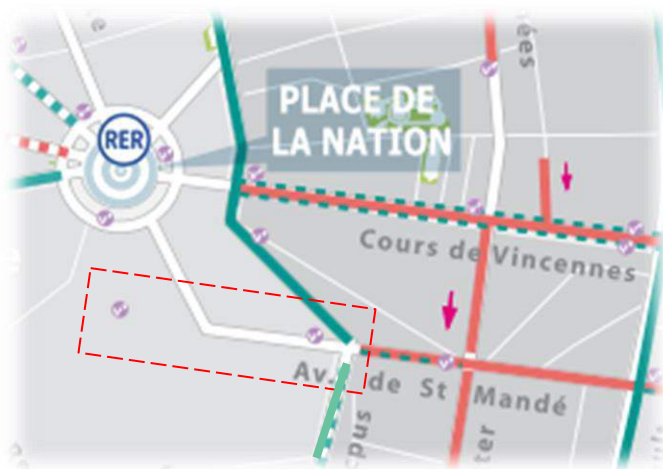 RER
PLACE DE
LA NATION
Cours de Vincennes
Av. de St Mandé